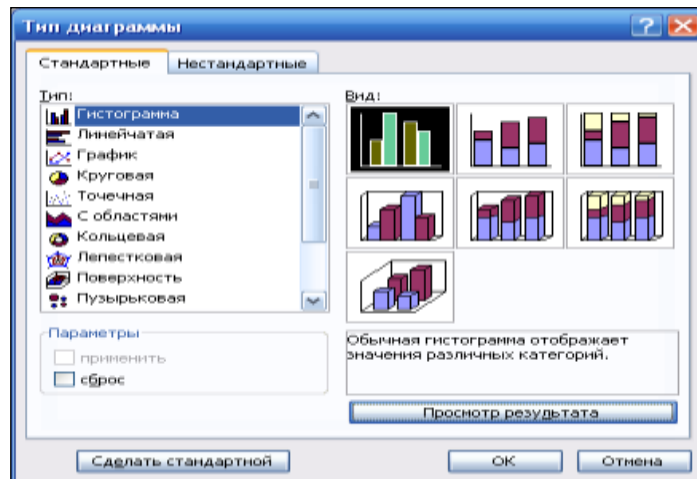 Тип диаграммы
Стандартные Нестандартные
Тип: Вид:
Гистограмма
Линейчатая
График
Круговая
Точечная
С областями
Кольцевая
Лепестковая
Поверхность
Пузырьковая
Параметры
применить
сброс
Обычная гистограмма отображает
значения различных категорий.
Просмотр результата
Сделать стандартной ОК Отмена